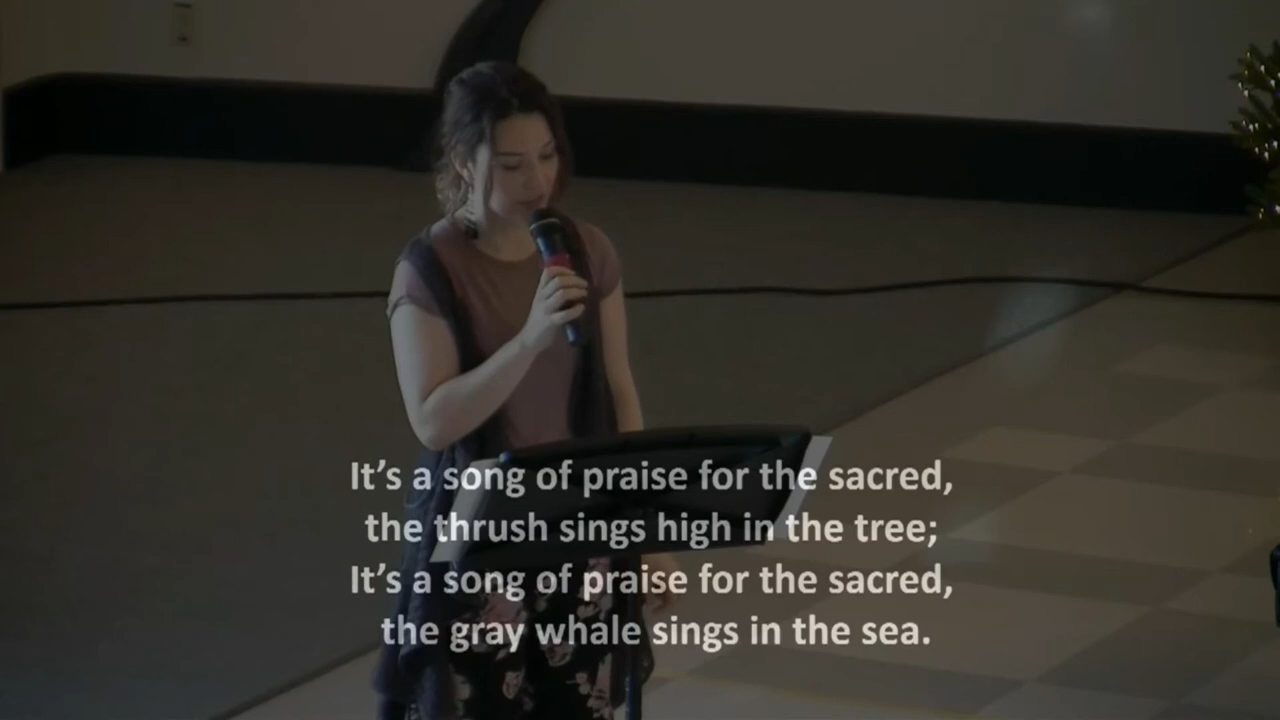 It’s a song of praise for the sacred,
the thrush sings high in the tree;
It’s a song of praise for the sacred,
the gray whale sings in the sea.